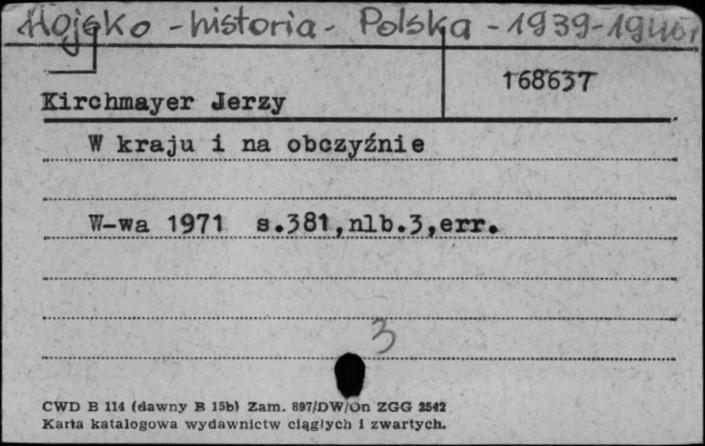 Wojsko - historia - Polska - 1939-1945r
168637
Kirchmayer Jerzy
W kraju i na obczyźnie
W-wa 1971 s.381,nlb.3,err.
3
CWD B 114 (dawny B 15b) Zam. 897/DW/On ZGG 2542
Karta katalogowa wydawnictw ciągłych i zwartych.